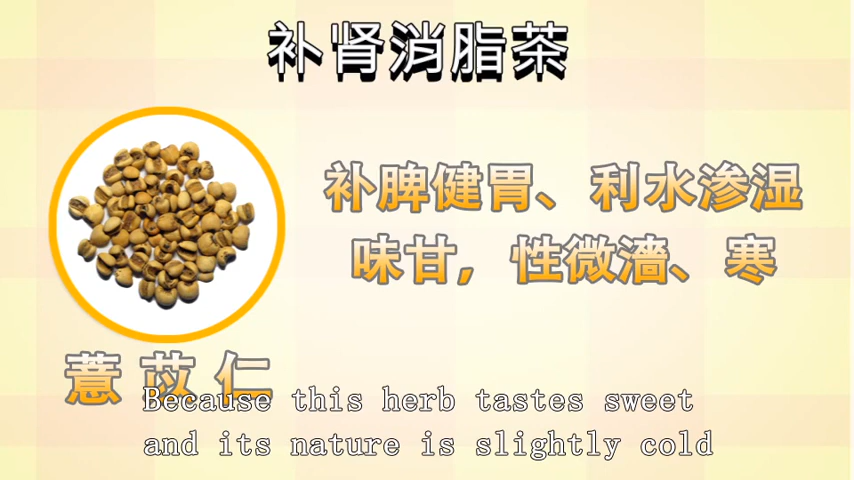 补肾消脂茶
补脾健胃、利水渗湿
味甘，性微濇、寒
薏苡仁
Because this herb tastes sweet
and its nature is slightly cold